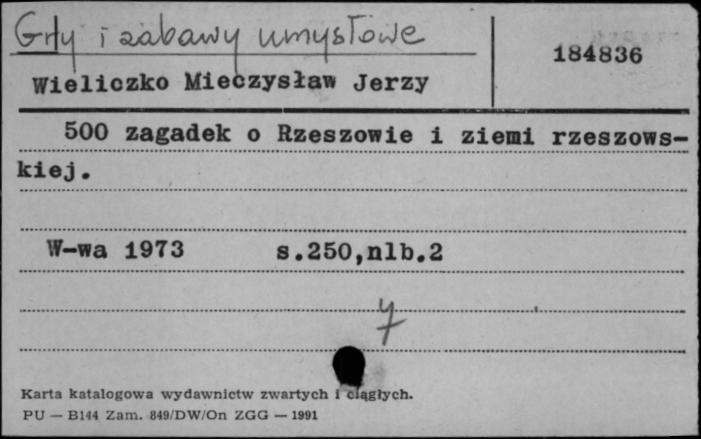 Gry i zabawy umysłowe
184836
Wieliczko Mieczysław Jerzy
500 zagadek o Rzeszowie i ziemi rzeszows-
kiej.
W-wa 1973 s.250,nlb.2
7
Karta katalogowa wydawnictw zwartych i ciągłych.
PU — B144 Zam. 849/DW/On ZGG — 1991